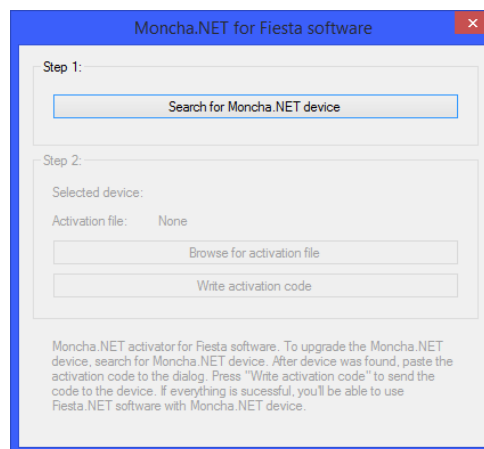 Moncha.NET for Fiesta software
Step 1:
Search for Moncha.NET device
Step 2:
Selected device:
Activation file: None
Browse for activation file
Write activation code
Moncha.NET activator for Fiesta software. To upgrade the Moncha.NET
device, search for Moncha.NET device. After device was found, paste the
activation code to the dialog. Press "Write activation code" to send the
code to the device. If everything is sucessful, you'll be able to use
Fiesta.NET software with Moncha.NET device.